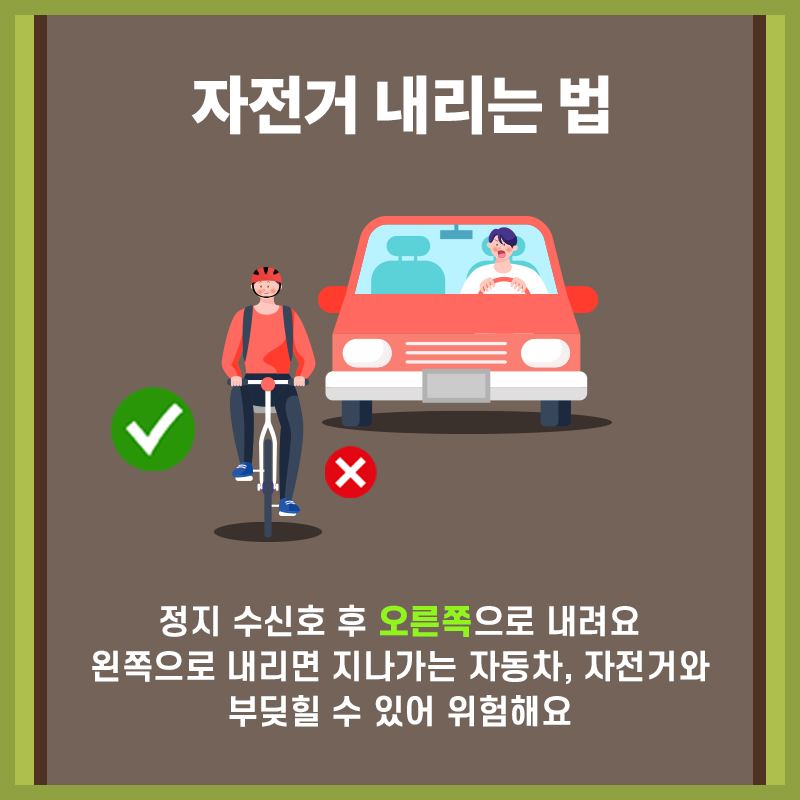 자전거 내리는 법
정지 수신호 후 오른쪽으로 내려요
왼쪽으로 내리면 지나가는 자동차, 자전거와
부딪힐 수 있어 위험해요